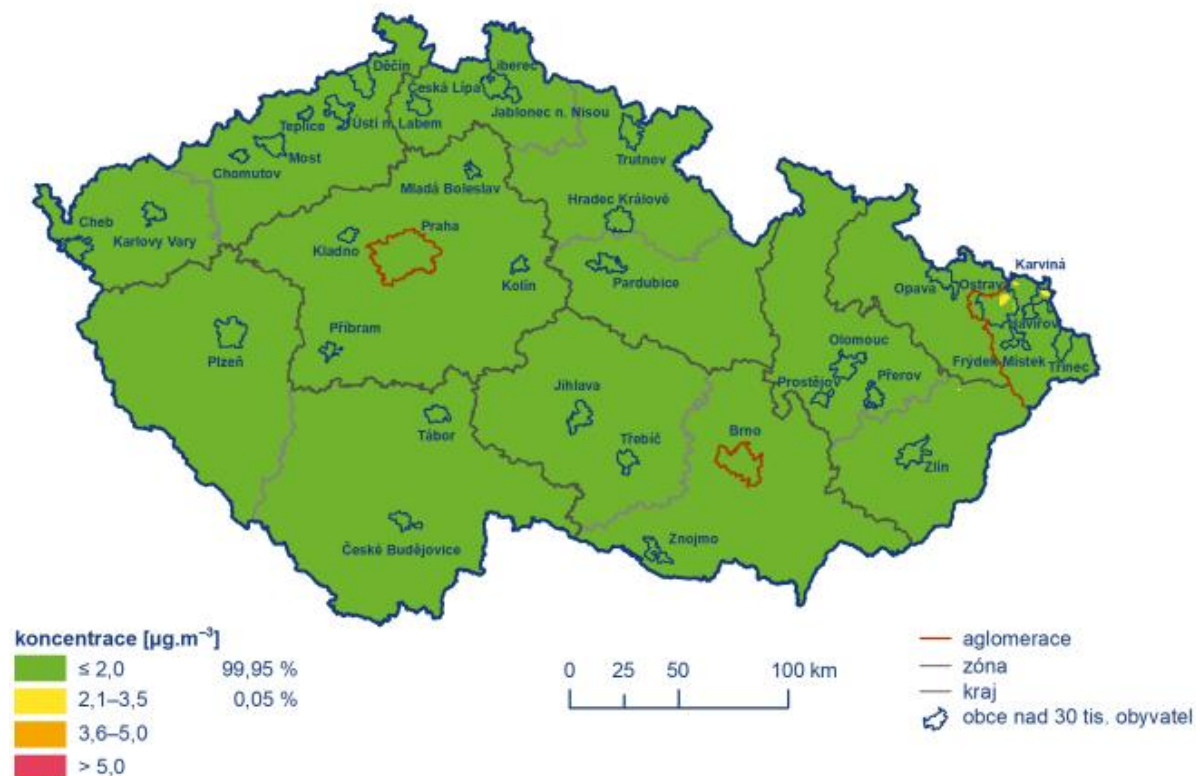 Děčín
Liberec
Česká Lípa
Jablonec n. Nisou
Teplice
Ústí n. Labem
Most
Chomutov
Trutnov
Mladá Boleslav
Hradec Králové
Cheb
Karlovy Vary
Praha
Kladno
Kolín
Pardubice
Karviná
Opava
Ostrav
Havířov
Příbram
Plzeň
Olomouc
Frýdek Místek
Třinec
Prostějov
Přerov
Jihlava
Tábor
Třebíč
Brno
Zlín
České Budějovice
Znojmo
koncentrace [µg.m⁻³]
≤ 2,0 99,95 %
2,1–3,5 0,05 %
3,6–5,0
> 5,0
0 25 50 100 km
aglomerace
zóna
kraj
obce nad 30 tis. obyvatel